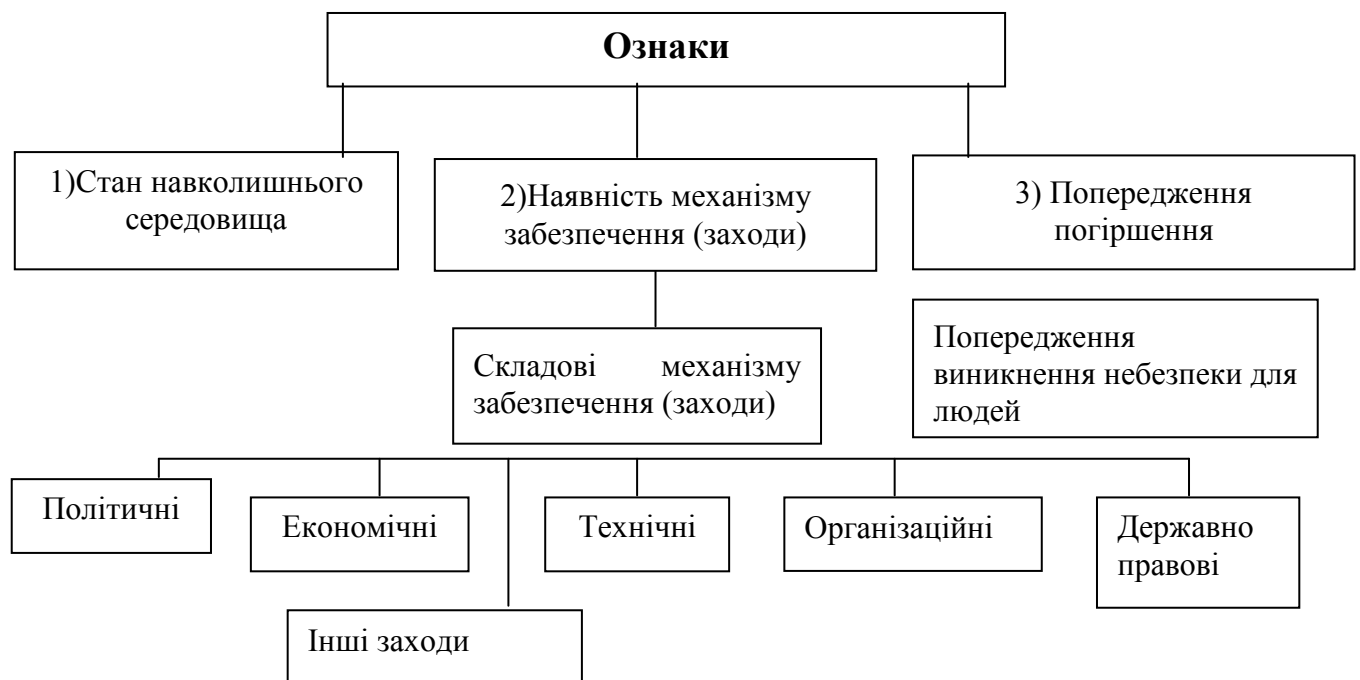 Ознаки
1)Стан навколишнього
середовища
2)Наявність механізму
забезпечення (заходи)
3) Попередження
погіршення
Складові механізму
забезпечення (заходи)
Попередження
виникнення небезпеки для
людей
Політичні
Економічні
Технічні
Організаційні
Державно
правові
Інші заходи